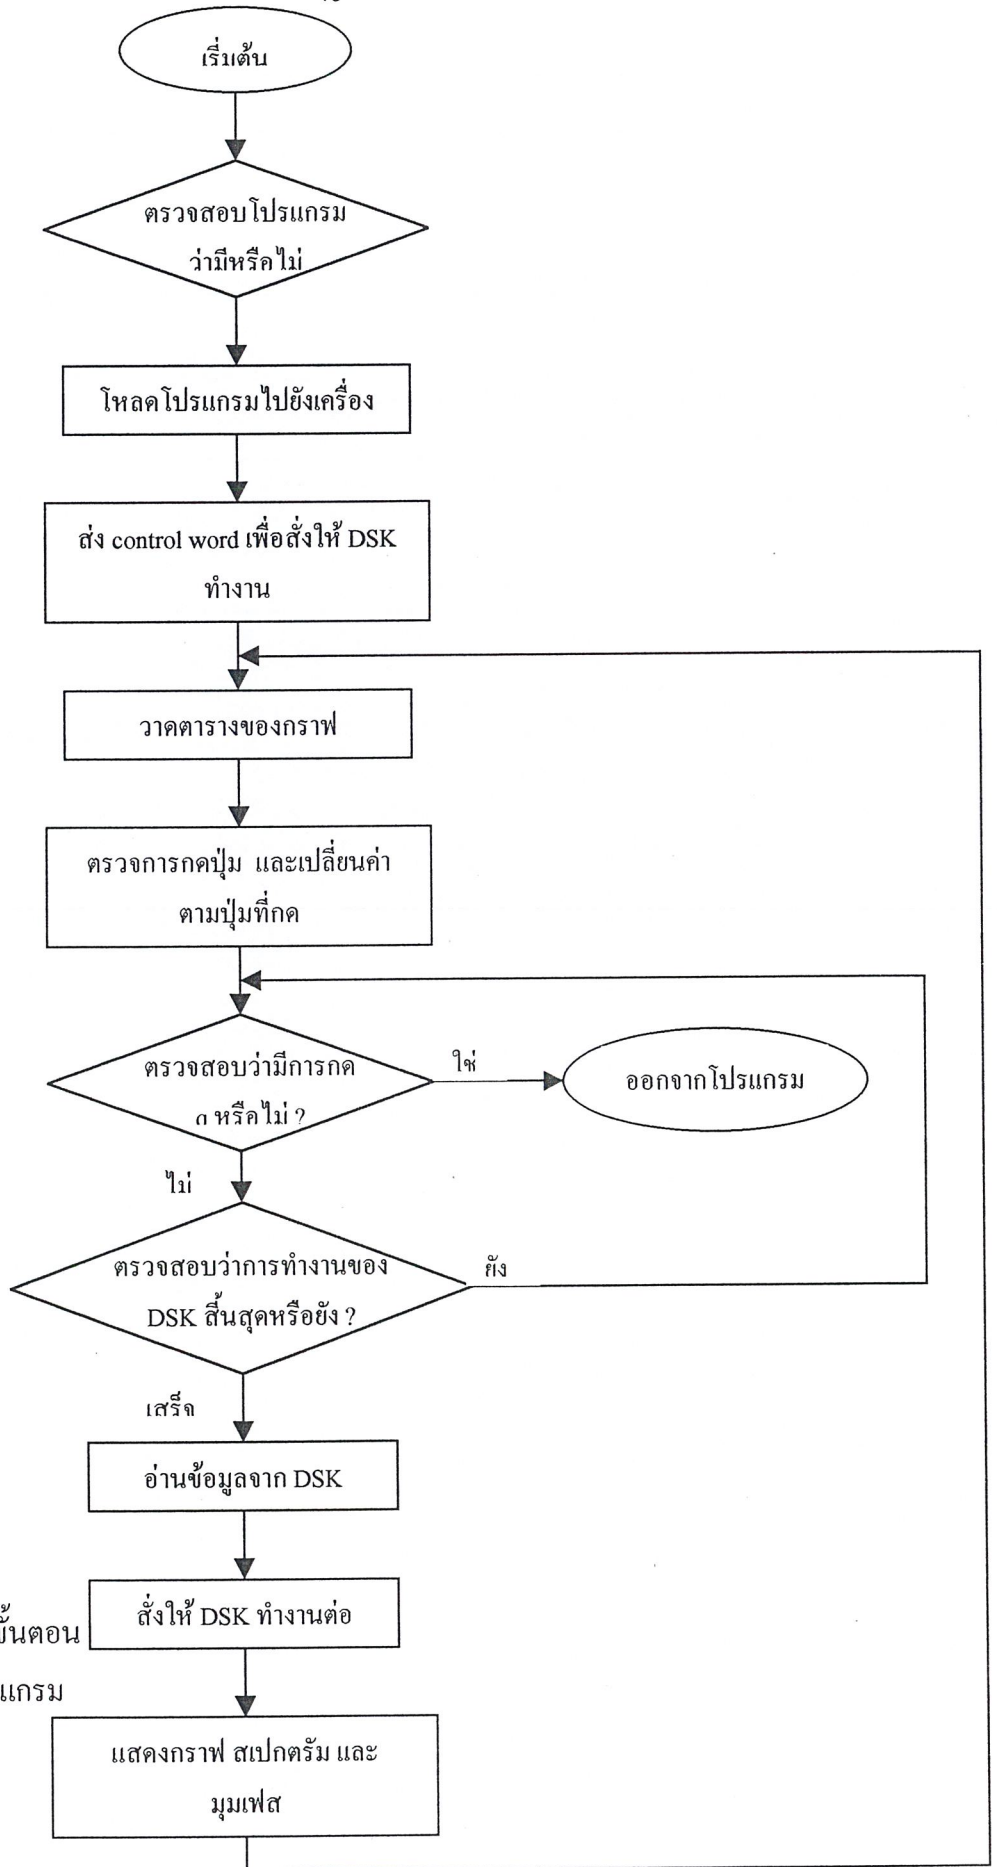 เริ่มต้น
ตรวจสอบโปรแกรม
ว่ามีหรือไม่
โหลดโปรแกรมไปยังเครื่อง
ส่ง control word เพื่อสั่งให้ DSK
ทำงาน
วาดตารางของกราฟ
ตรวจการกดปุ่ม และเปลี่ยนค่า
ตามปุ่มที่กด
ตรวจสอบว่ามีการกด
หรือไม่ ?
ใช่
ออกจากโปรแกรม
ไม่
ตรวจสอบว่าการทำงานของ
DSK สิ้นสุดหรือยัง ?
ยัง
เสร็จ
อ่านข้อมูลจาก DSK
สั่งให้ DSK ทำงานต่อ
ขั้นตอน
แกรม
แสดงกราฟ สเปกตรัม และ
มุมเฟส